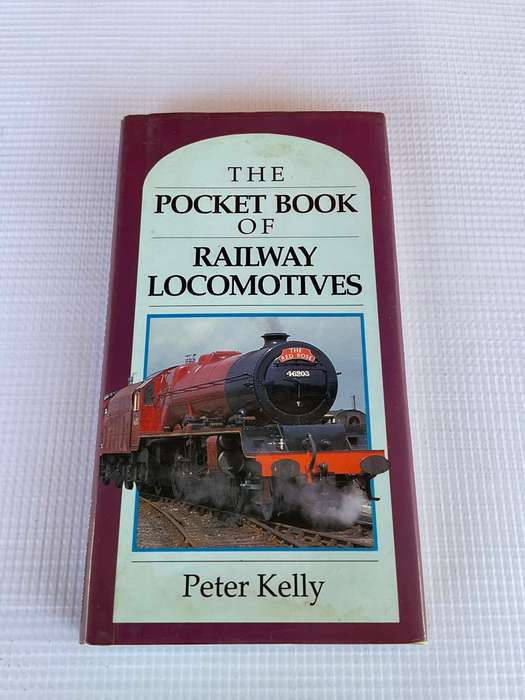 THE
POCKET BOOK
OF
RAILWAY
LOCOMOTIVES
THE
RED ROSE
46203
Peter Kelly